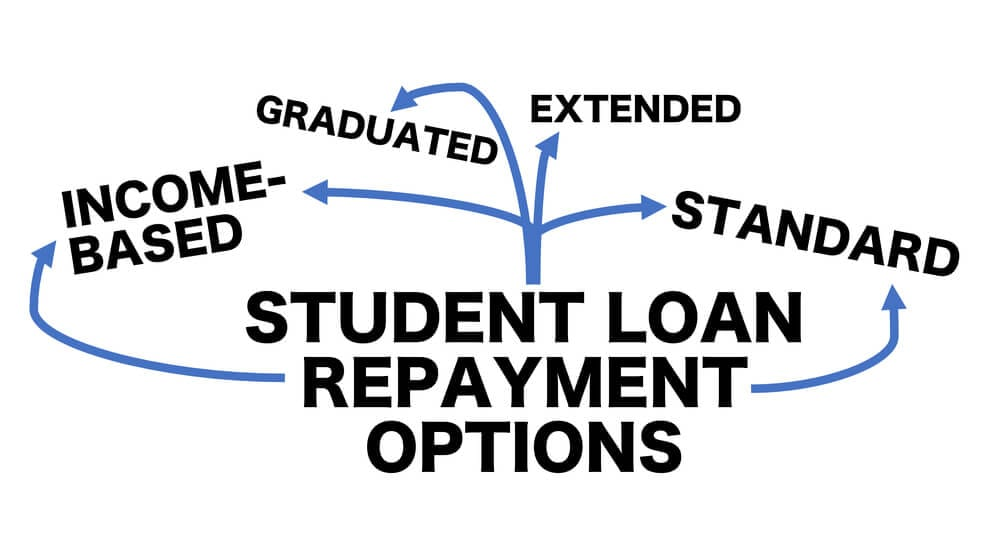 GRADUATED
EXTENDED
INCOME-
BASED
STANDARD
STUDENT LOAN
REPAYMENT
OPTIONS